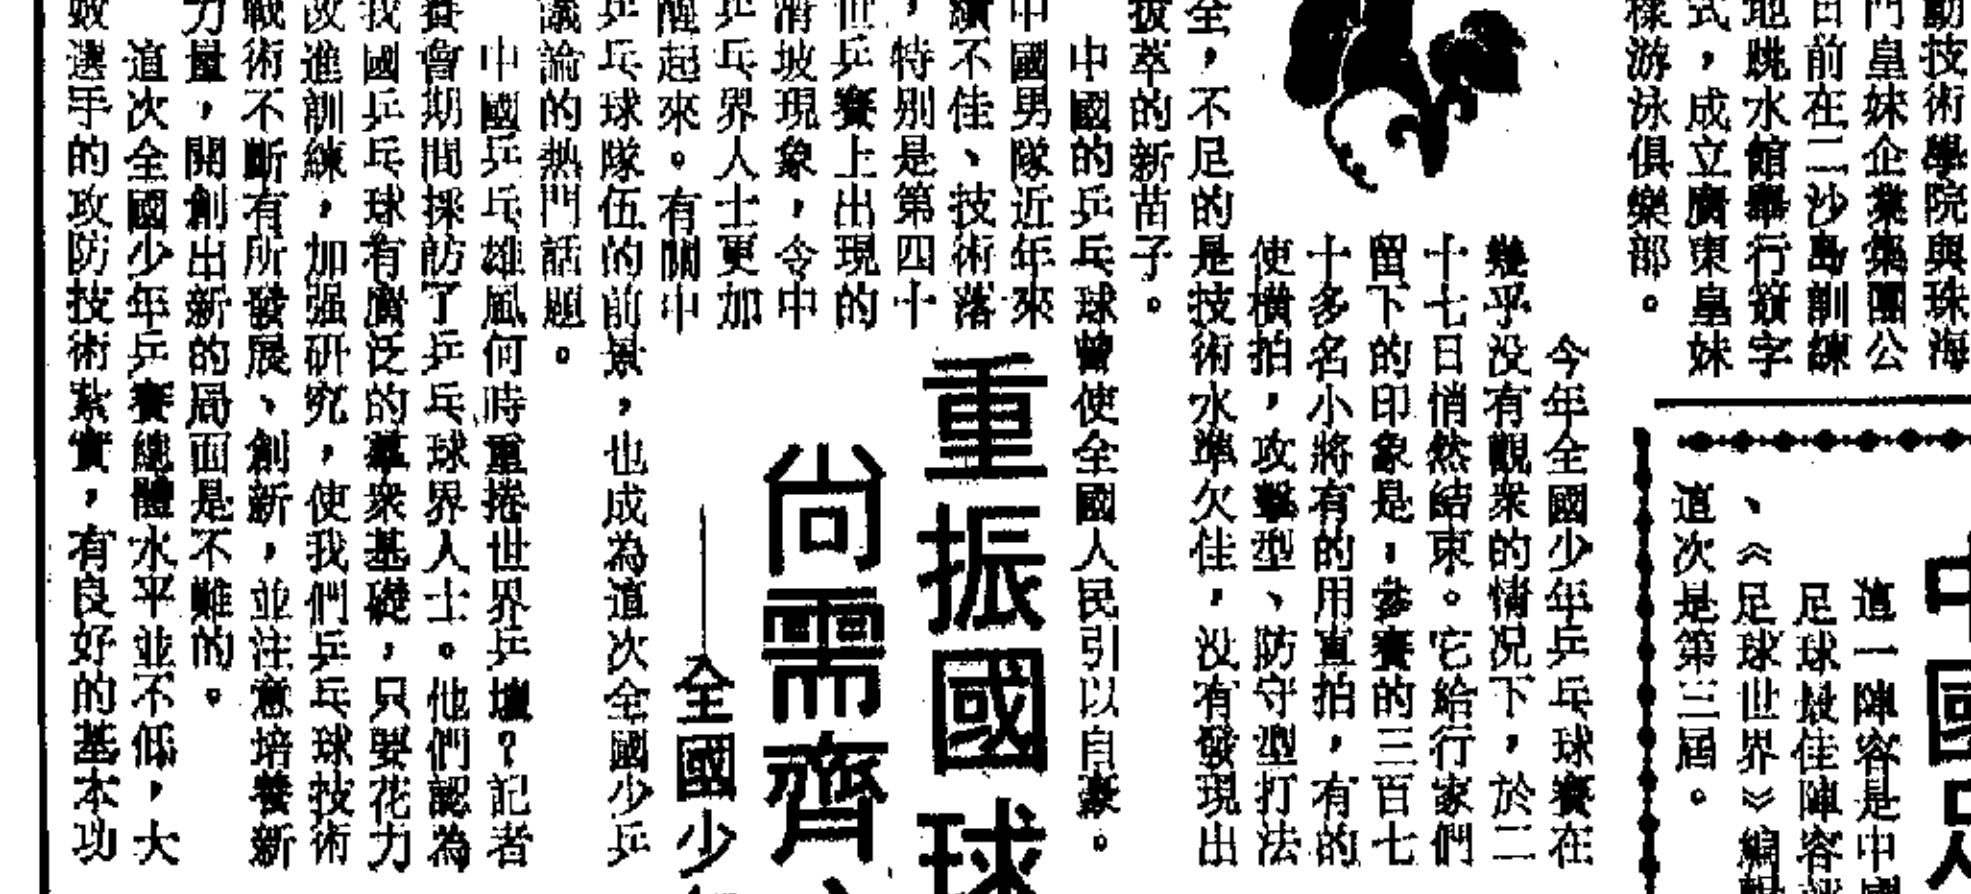 動技術學院與珠海
門皇妹企業集團公
日前在二沙島訓練
地跳水館舉行簽字
式，成立廣東皇妹
樣游泳俱樂部。
中國足
這一陣容是中國
足球最佳陣容評
、《足球世界》編輯
這次是第三屆。
今年全國少年乒乓球賽在
幾乎没有觀衆的情况下，於二
十七日悄然結束。它給行家們
留下的印象是：參賽的三百七
十多名小將有的用直拍，有的
使橫拍，攻擊型、防守型打法
全，不足的是技術水準欠佳，没有發現出
拔萃的新苗子。
中國的乒乓球曾使全國人民引以自豪。
重振國球
尚需齊
——全國少
中國男隊近年來
績不佳、技術落
，特别是第四十
世乒賽上出現的
滑坡現象，令中
乒乓界人士更加
醒起來。有關中
乒乓球隊伍的前景，也成為這次全國少乒
議論的熱門話題。
中國乒乓雄風何時重捲世界乒壇？記者
賽會期間採訪了乒乓球界人士。他們認為
我國乒乓球有廣泛的羣衆基礎，只要花力
改進訓練，加强研究，使我們乒乓球技術
戰術不斷有所發展、創新，並注意培養新
力量，開創出新的局面是不難的。
這次全國少年乒賽總體水平並不低，大
數選手的攻防技術紮實，有良好的基本功